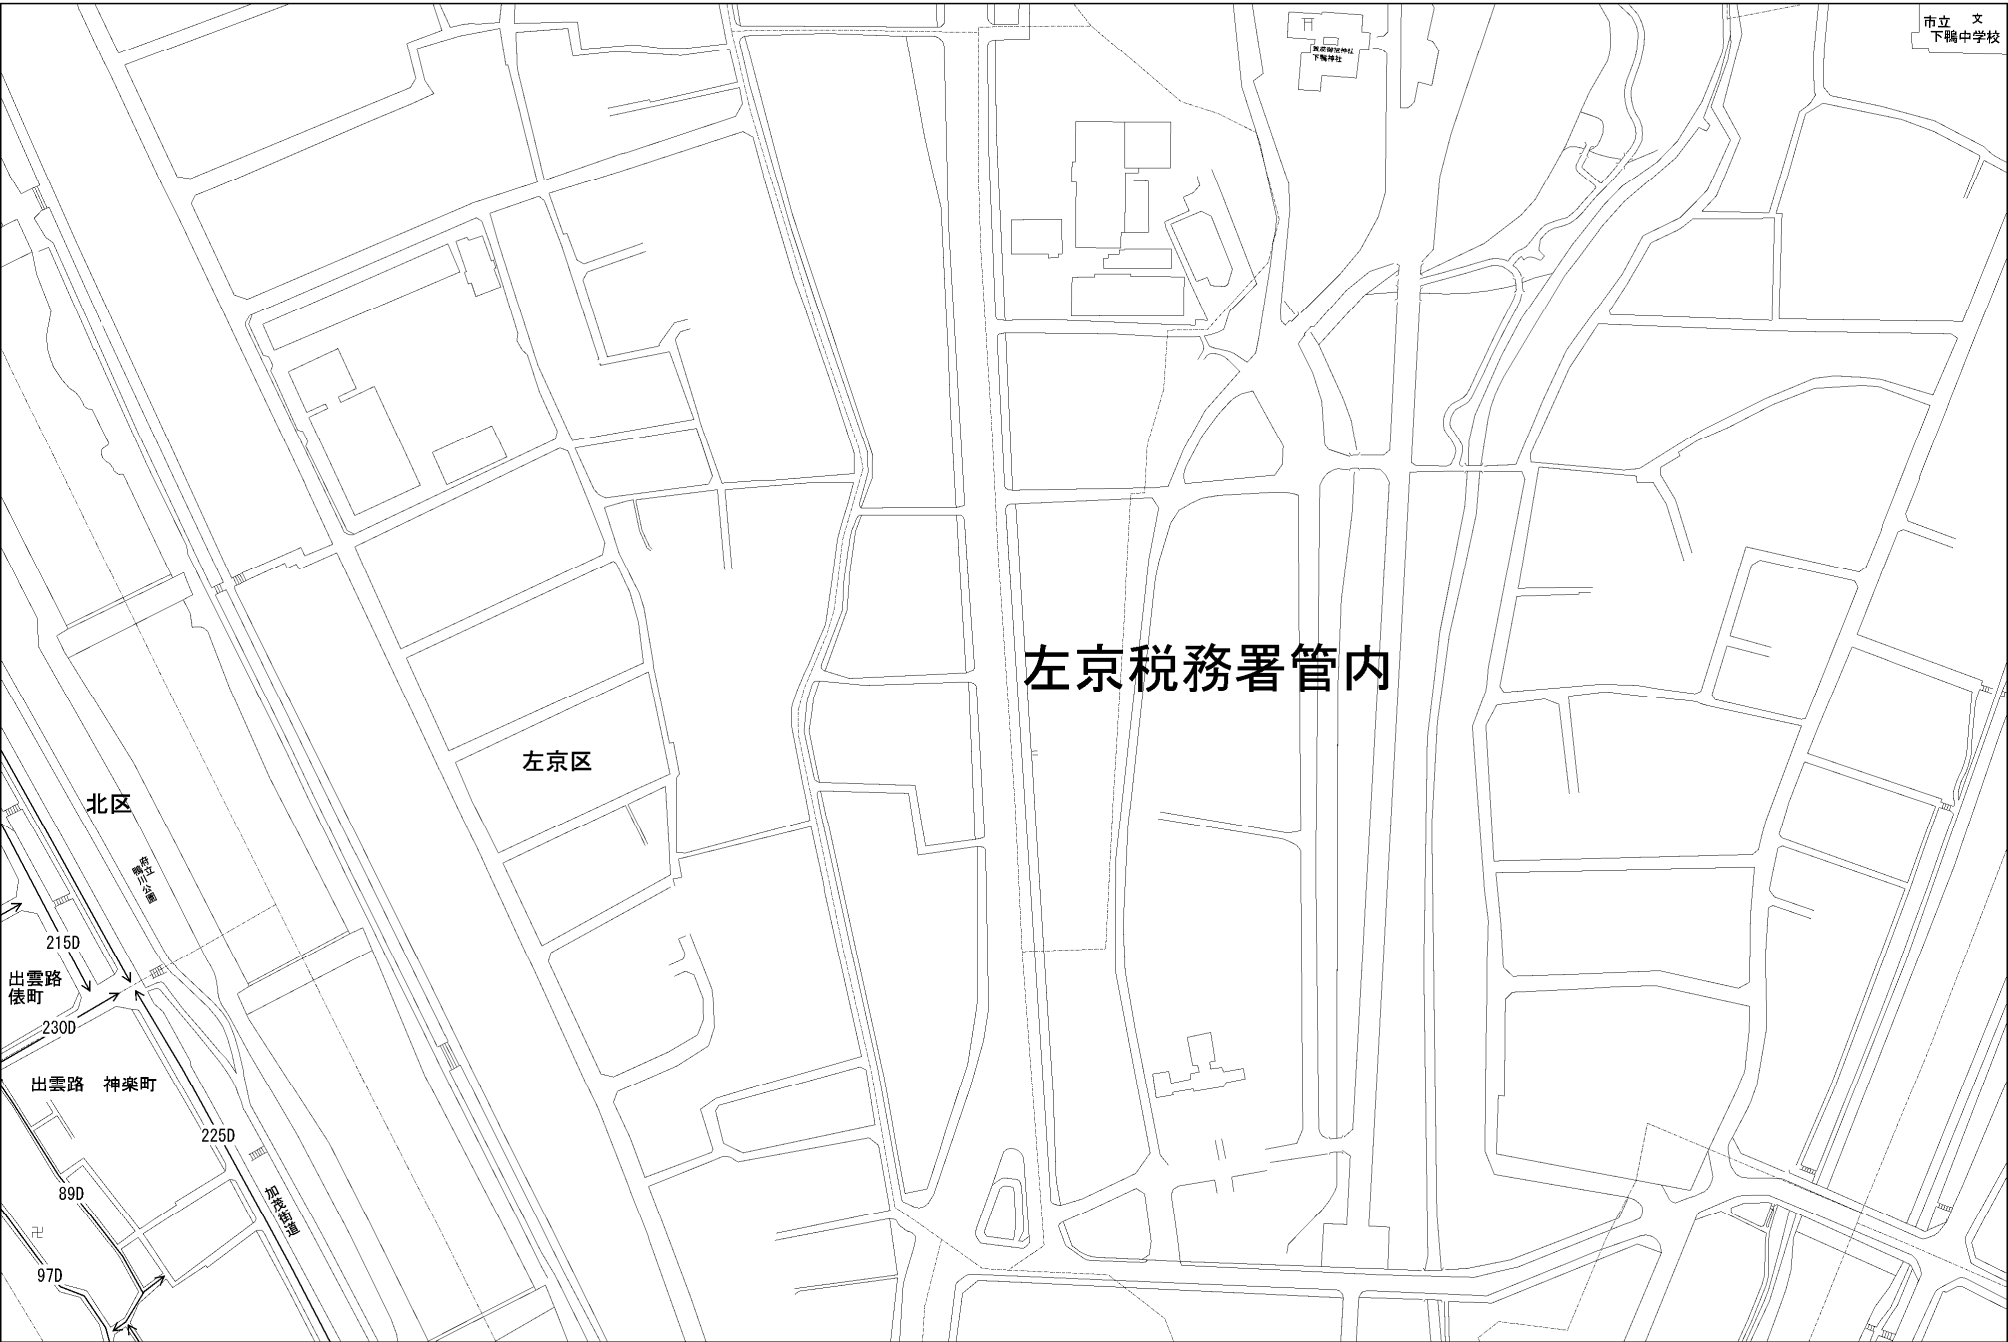 市立 文
下鴨中学校
賀茂御祖神社
下鴨神社
左京税務署管内
左京区
北区
府立
鴨川公園
215D
出雲路
俵町
230D
出雲路 神楽町
225D
89D
加茂街道
卍
97D